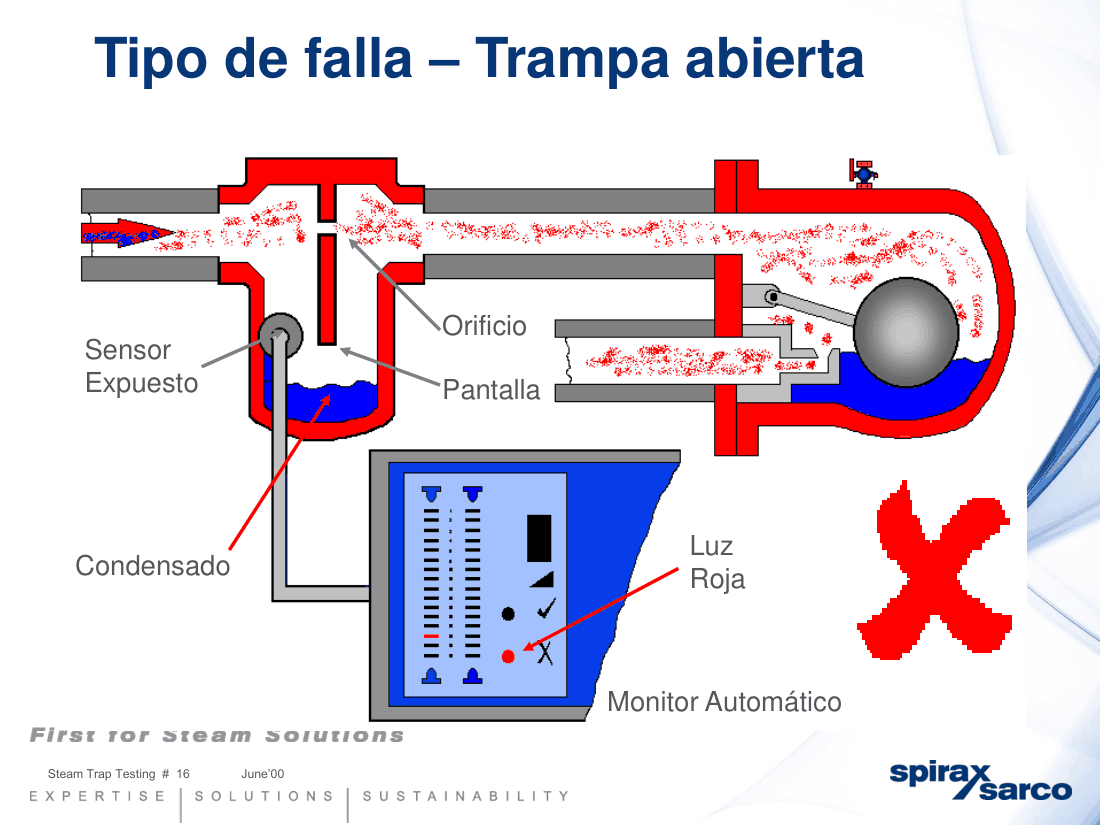 Tipo de falla – Trampa abierta
Orificio
Sensor
Expuesto
Pantalla
Condensado
Luz
Roja
Monitor Automático
First for Steam Solutions
Steam Trap Testing # 16 June'00
EXPERTISE SOLUTIONS SUSTAINABILITY
spirax
sarco